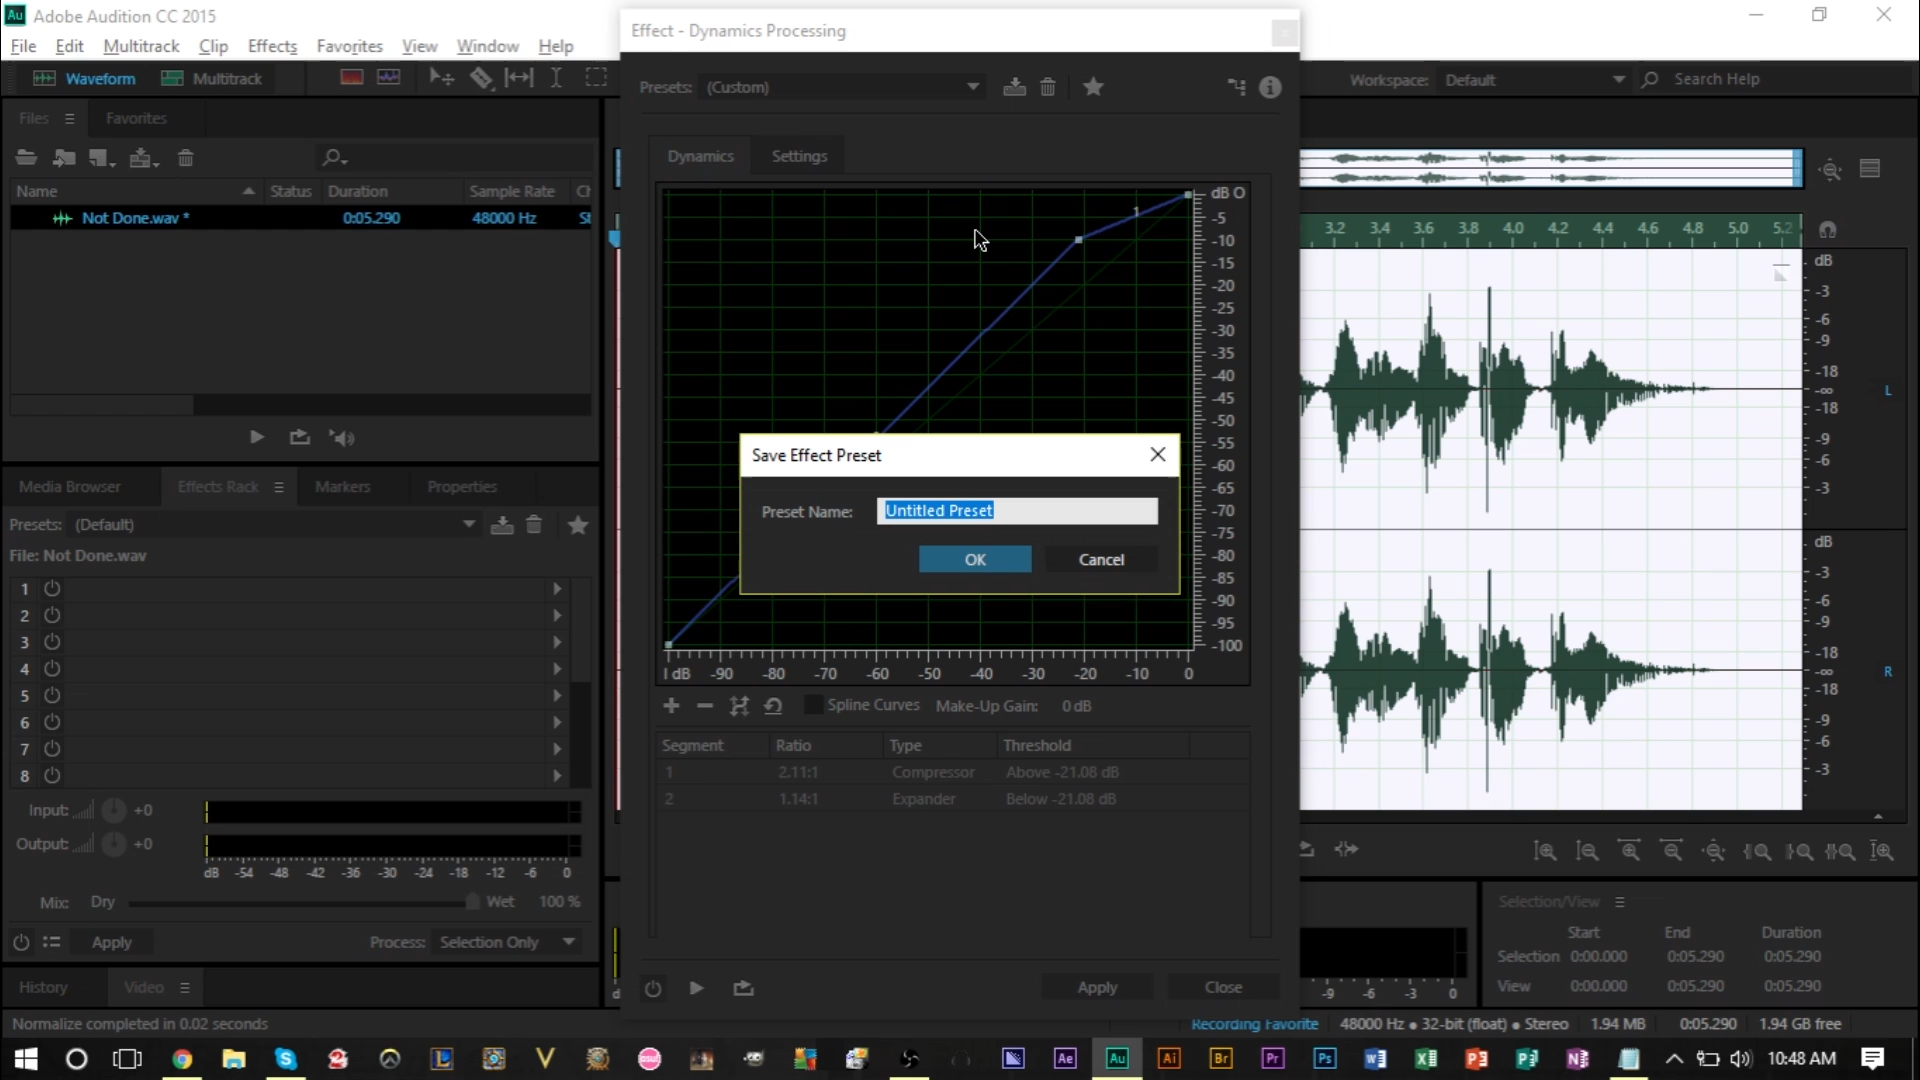 Au Adobe Audition CC 2015
File Edit Multitrack Clip Effects Favorites View Window Help
Waveform Multitrack
Workspace: Default Search Help
Files Favorites
Name Status Duration Sample Rate Ch
Not Done.wav * 0:05.290 48000 Hz St
Media Browser Effects Rack Markers Properties
Presets: (Default)
File: Not Done.wav
1
2
3
4
5
6
7
8
Input: +0
Output: +0
dB -54 -48 -42 -36 -30 -24 -18 -12 -6 0
Mix: Dry Wet 100 %
Apply Process: Selection Only
History Video
Normalize completed in 0.02 seconds
Effect - Dynamics Processing
Presets: (Custom)
Dynamics Settings
1
dB O
-5
-10
-15
-20
-25
-30
-35
-40
-45
-50
-55
-60
-65
-70
-75
-80
-85
-90
-95
-100
I dB -90 -80 -70 -60 -50 -40 -30 -20 -10 0
Save Effect Preset
Preset Name: Untitled Preset
OK Cancel
Spline Curves Make-Up Gain: 0 dB
Segment Ratio Type Threshold
1 2.11:1 Compressor Above -21.08 dB
2 1.14:1 Expander Below -21.08 dB
Apply Close
3.2 3.4 3.6 3.8 4.0 4.2 4.4 4.6 4.8 5.0 5.2
dB
-3
-6
-9
-18
-∞
-18
-9
-6
-3
L
dB
-3
-6
-9
-18
-∞
-18
-9
-6
-3
R
-9 -6 -3 0
Selection/View
Start End Duration
Selection 0:00.000 0:05.290 0:05.290
View 0:00.000 0:05.290 0:05.290
Recording Favorite 48000 Hz • 32-bit (float) • Stereo 1.94 MB 0:05.290 1.94 GB free
osu! Ae Au Ai Br Pr Ps 10:48 AM